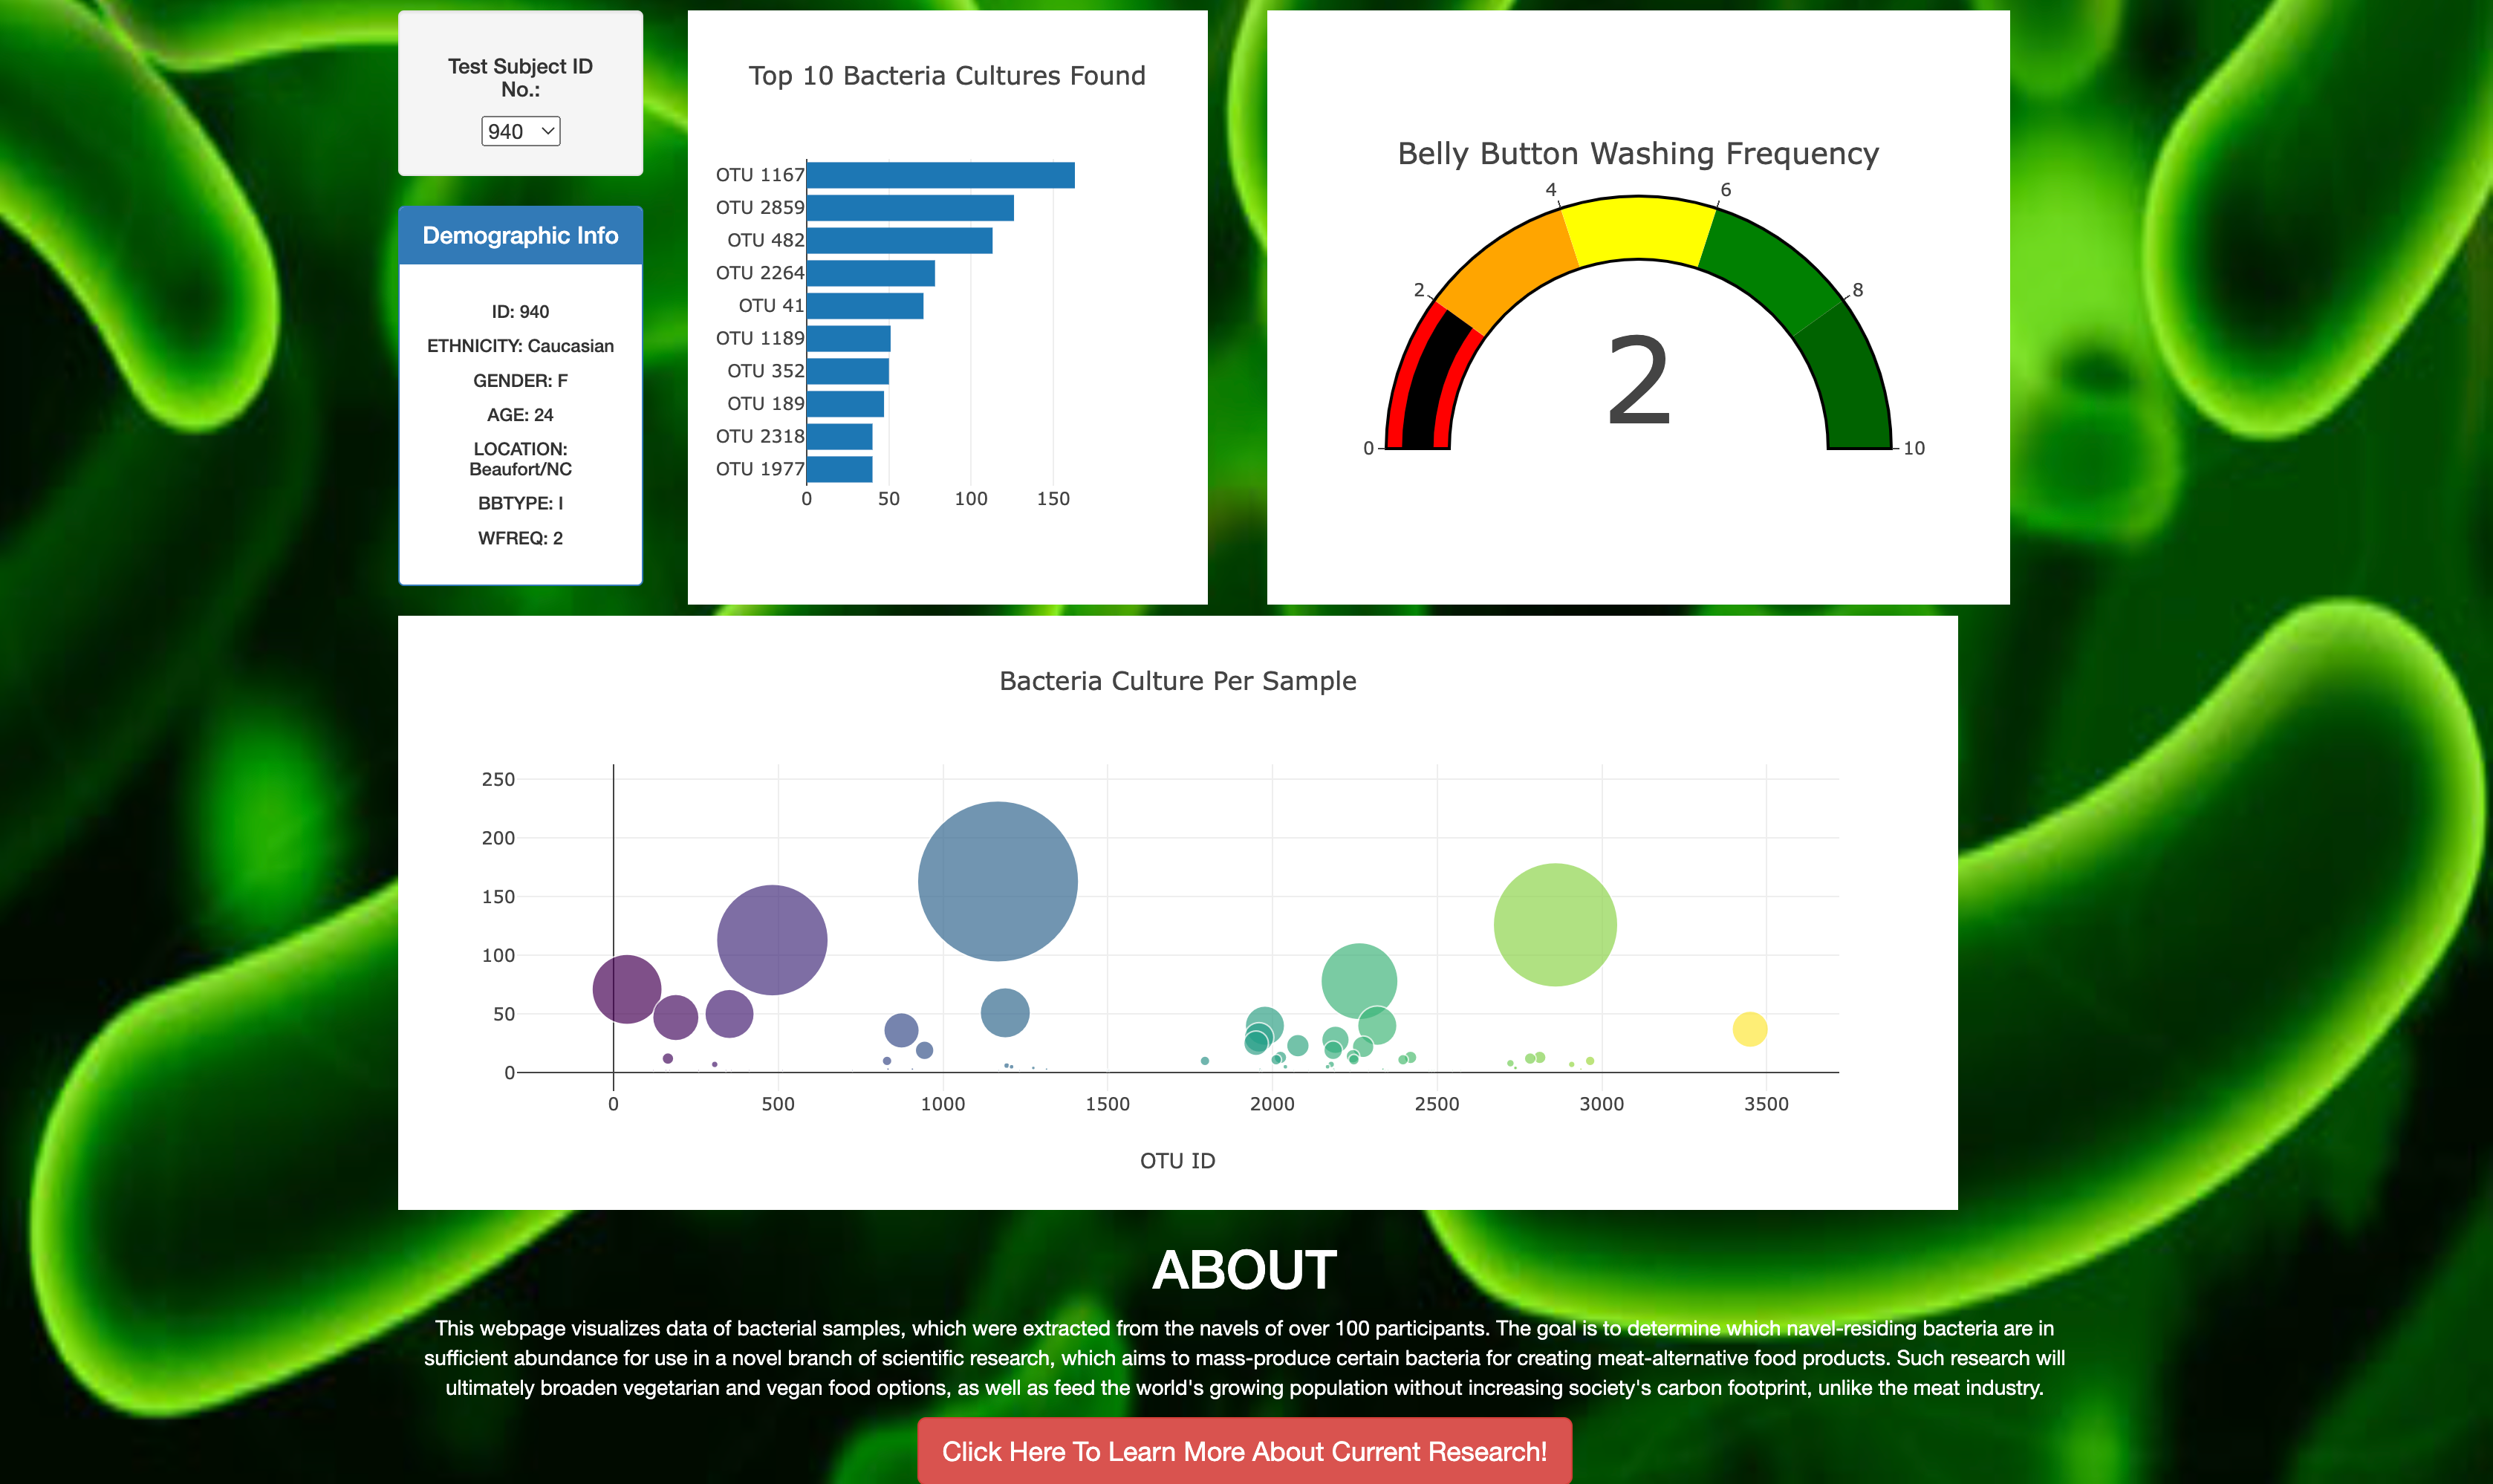 Test Subject ID
No.:
940
Demographic Info
ID: 940
ETHNICITY: Caucasian
GENDER: F
AGE: 24
LOCATION:
Beaufort/NC
BBTYPE: I
WFREQ: 2
Top 10 Bacteria Cultures Found
OTU 1167
OTU 2859
OTU 482
OTU 2264
OTU 41
OTU 1189
OTU 352
OTU 189
OTU 2318
OTU 1977
0 50 100 150
Belly Button Washing Frequency
0 2 4 6 8 10
2
Bacteria Culture Per Sample
250
200
150
100
50
0
0 500 1000 1500 2000 2500 3000 3500
OTU ID
ABOUT
This webpage visualizes data of bacterial samples, which were extracted from the navels of over 100 participants. The goal is to determine which navel-residing bacteria are in
sufficient abundance for use in a novel branch of scientific research, which aims to mass-produce certain bacteria for creating meat-alternative food products. Such research will
ultimately broaden vegetarian and vegan food options, as well as feed the world's growing population without increasing society's carbon footprint, unlike the meat industry.
Click Here To Learn More About Current Research!